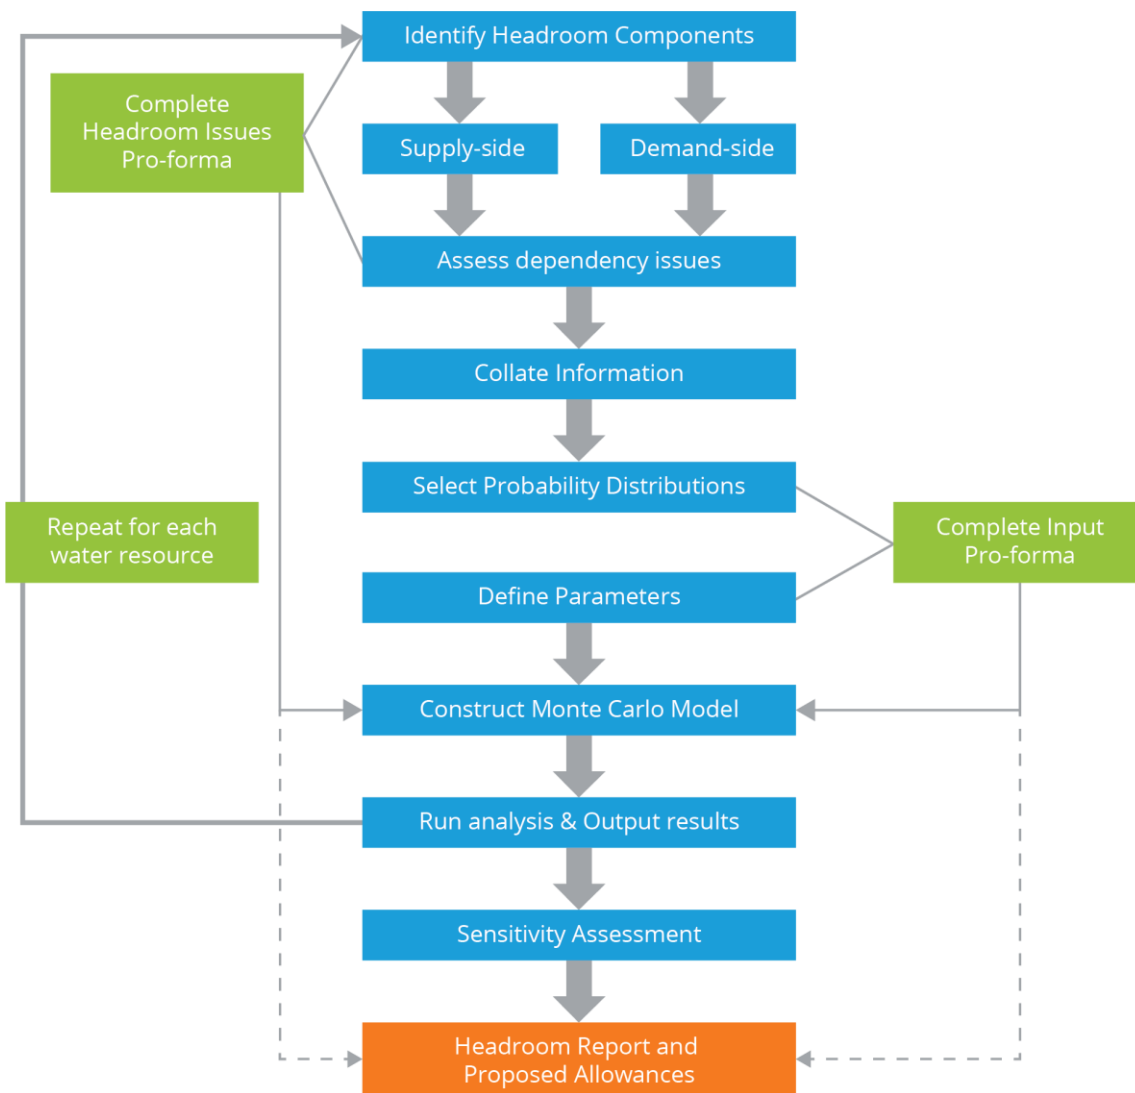 Identify Headroom Components
Complete
Headroom Issues
Pro-forma
Supply-side
Demand-side
Assess dependency issues
Collate Information
Select Probability Distributions
Repeat for each
water resource
Complete Input
Pro-forma
Define Parameters
Construct Monte Carlo Model
Run analysis & Output results
Sensitivity Assessment
Headroom Report and
Proposed Allowances